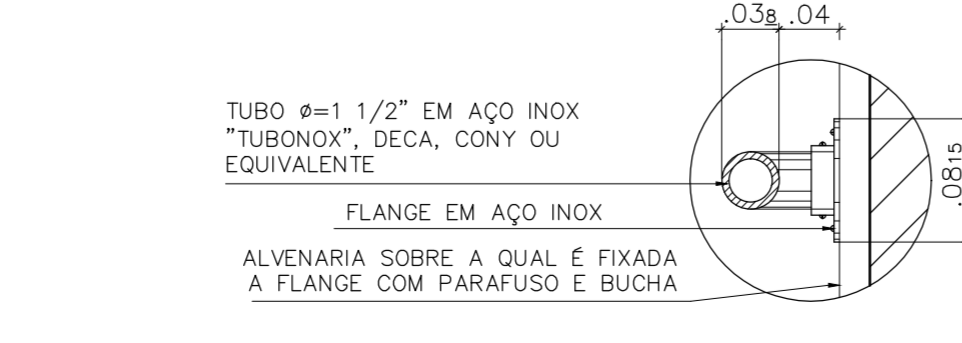 .038 .04
TUBO ø=1 1/2" EM AÇO INOX
"TUBONOX", DECA, CONY OU
EQUIVALENTE
FLANGE EM AÇO INOX
ALVENARIA SOBRE A QUAL É FIXADA
A FLANGE COM PARAFUSO E BUCHA
.0815